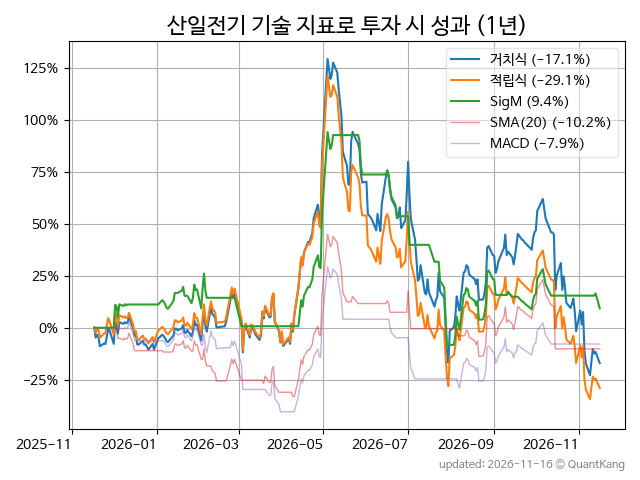 산일전기 기술 지표로 투자 시 성과 (1년)
거치식 (−17.1%)
적립식 (−29.1%)
SigM (9.4%)
SMA(20) (−10.2%)
MACD (−7.9%)
125%
100%
75%
50%
25%
0%
−25%
2025-11 2026-01 2026-03 2026-05 2026-07 2026-09 2026-11
updated: 2026-11-16 © QuantKang